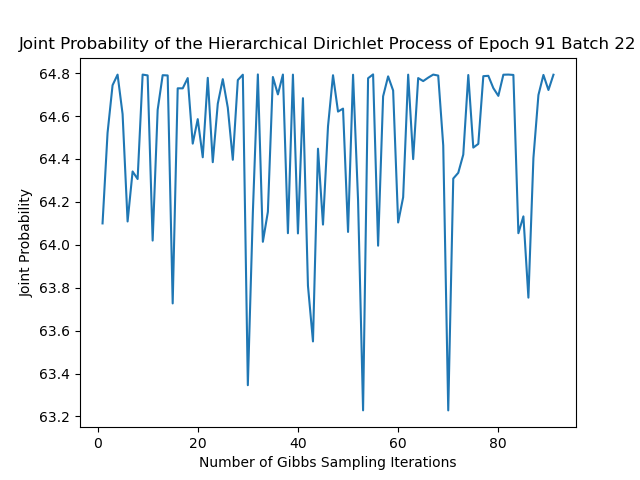 Joint Probability of the Hierarchical Dirichlet Process of Epoch 91 Batch 22
64.8
64.6
64.4
64.2
64.0
63.8
63.6
63.4
63.2
Joint Probability
0 20 40 60 80
Number of Gibbs Sampling Iterations